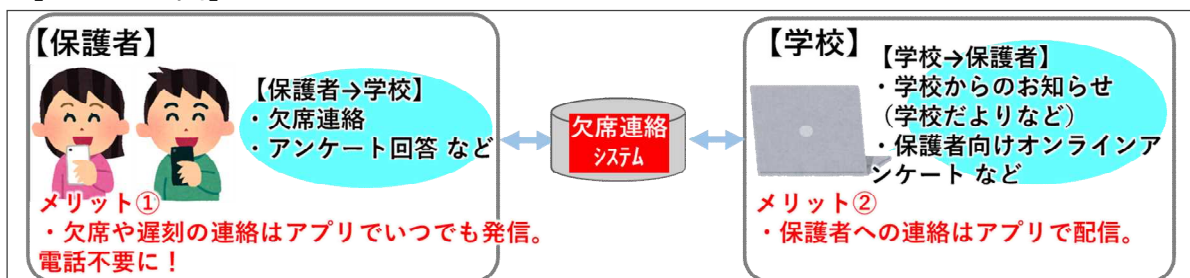 【保護者】
【保護者→学校】
・欠席連絡
・アンケート回答 など
メリット①
・欠席や遅刻の連絡はアプリでいつでも発信。
電話不要に！
欠席連絡
システム
【学校】
【学校→保護者】
・学校からのお知らせ
（学校だよりなど）
・保護者向けオンラインア
ンケート など
メリット②
・保護者への連絡はアプリで配信。